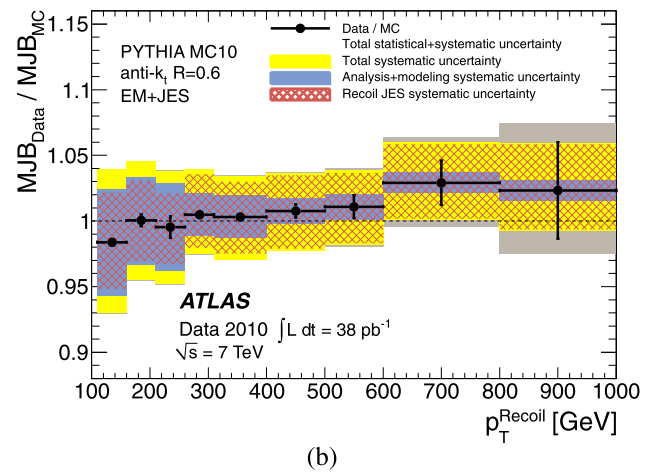 MJB_Data / MJB_MC
1.15
1.1
1.05
1
0.95
0.9
PYTHIA MC10
anti-k_t R=0.6
EM+JES
Data / MC
Total statistical+systematic uncertainty
Total systematic uncertainty
Analysis+modeling systematic uncertainty
Recoil JES systematic uncertainty
ATLAS
Data 2010 ∫L dt = 38 pb⁻¹
√s = 7 TeV
100 200 300 400 500 600 700 800 900 1000
p_T^Recoil [GeV]
(b)